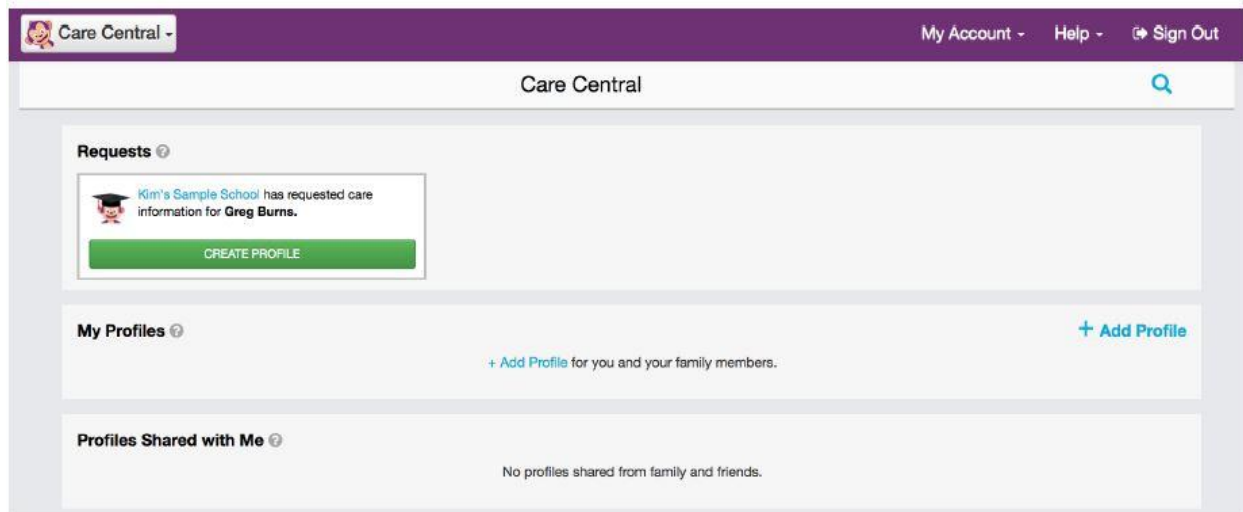 Care Central
My Account
Help
Sign Out
Care Central
Requests
Kim's Sample School has requested care
information for Greg Burns.
CREATE PROFILE
My Profiles
+ Add Profile
+ Add Profile for you and your family members.
Profiles Shared with Me
No profiles shared from family and friends.